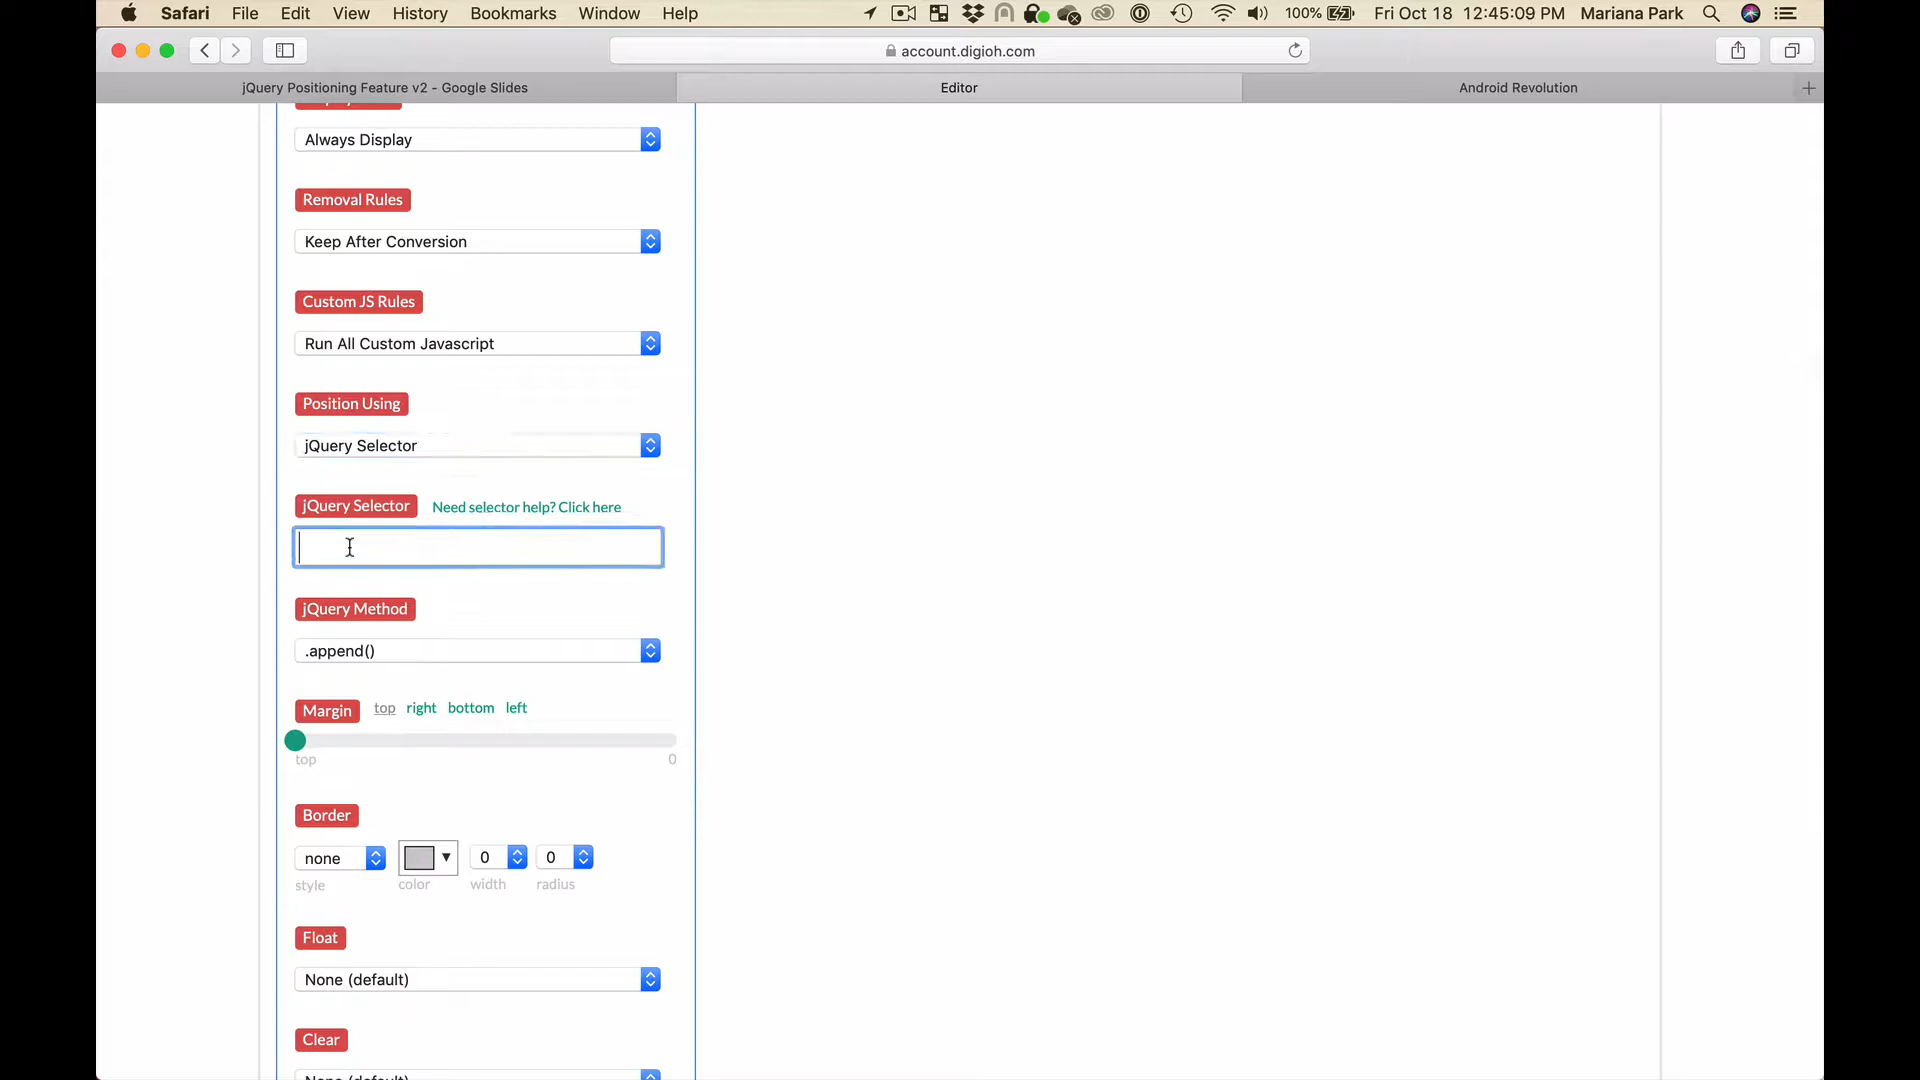 Safari File Edit View History Bookmarks Window Help 100% Fri Oct 18 12:45:09 PM Mariana Park
account.digioh.com
jQuery Positioning Feature v2 - Google Slides Editor Android Revolution
Always Display
Removal Rules
Keep After Conversion
Custom JS Rules
Run All Custom Javascript
Position Using
jQuery Selector
jQuery Selector Need selector help? Click here
jQuery Method
.append()
Margin top right bottom left
top 0
Border
none 0 0
style color width radius
Float
None (default)
Clear
None (default)